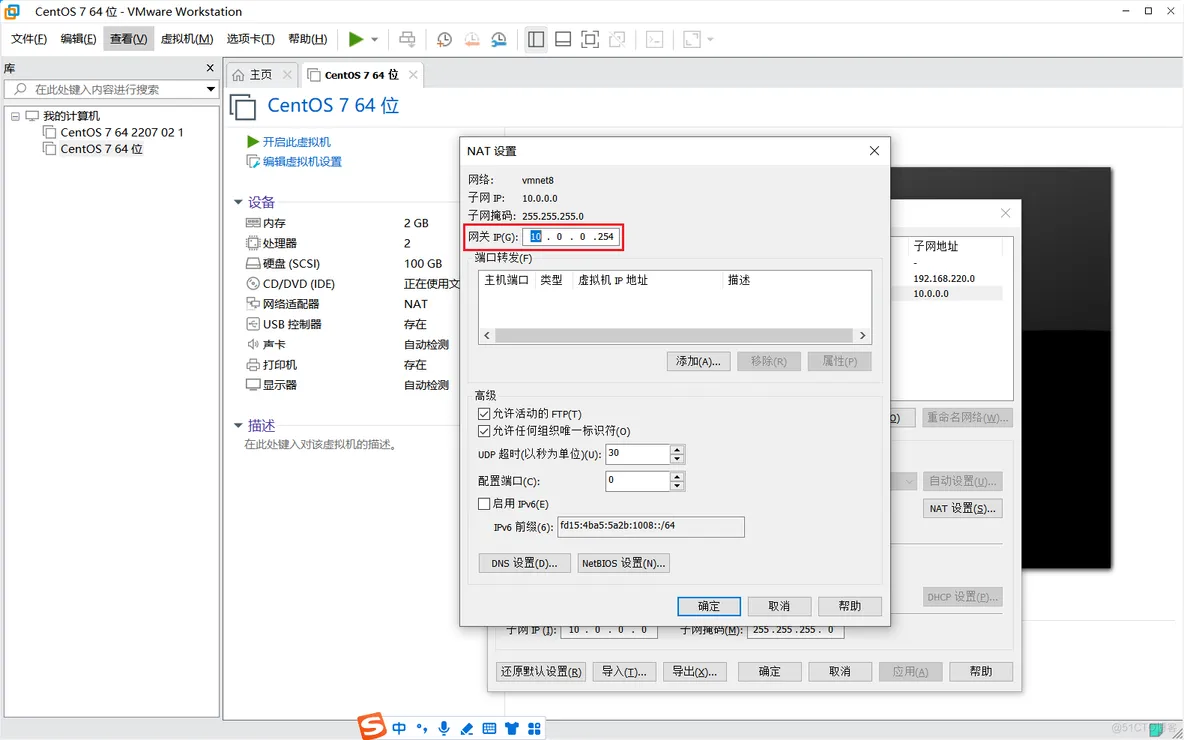 CentOS 7 64 位 - VMware Workstation
文件(F) 编辑(E) 查看(V) 虚拟机(M) 选项卡(T) 帮助(H)
库
在此处键入内容进行搜索
我的计算机
CentOS 7 64 2207 02 1
CentOS 7 64 位
主页
CentOS 7 64 位
CentOS 7 64 位
开启此虚拟机
编辑虚拟机设置
设备
内存 2 GB
处理器 2
硬盘 (SCSI) 100 GB
CD/DVD (IDE) 正在使用文
网络适配器 NAT
USB 控制器 存在
声卡 自动检测
打印机 存在
显示器 自动检测
描述
在此处键入对该虚拟机的描述。
NAT 设置
网络: vmnet8
子网 IP: 10.0.0.0
子网掩码: 255.255.255.0
网关 IP(G): 10 . 0 . 0 .254
端口转发(F)
主机端口 类型 虚拟机 IP 地址 描述
添加(A)... 移除(R) 属性(P)
高级
允许活动的 FTP(T)
允许任何组织唯一标识符(O)
UDP 超时(以秒为单位)(U): 30
配置端口(C): 0
启用 IPv6(E)
IPv6 前缀(6): fd15:4ba5:5a2b:1008::/64
DNS 设置(D)... NetBIOS 设置(N)...
确定 取消 帮助
子网地址
-
192.168.220.0
10.0.0.0
重命名网络(W)...
自动设置(U)...
NAT 设置(S)...
DHCP 设置(P)...
子网 IP (I): 10 . 0 . 0 . 0 子网掩码(M): 255 .255 .255 . 0
还原默认设置(R) 导入(T)... 导出(X)... 确定 取消 应用(A) 帮助
S 中
@51CTO博客